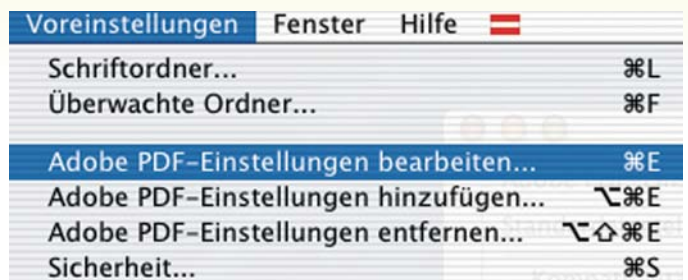 Voreinstellungen Fenster Hilfe
Schriftordner... ⌘L
Überwachte Ordner... ⌘F
Adobe PDF-Einstellungen bearbeiten... ⌘E
Adobe PDF-Einstellungen hinzufügen... ⌥⌘E
Adobe PDF-Einstellungen entfernen... ⌥⇧⌘E
Sicherheit... ⌘S